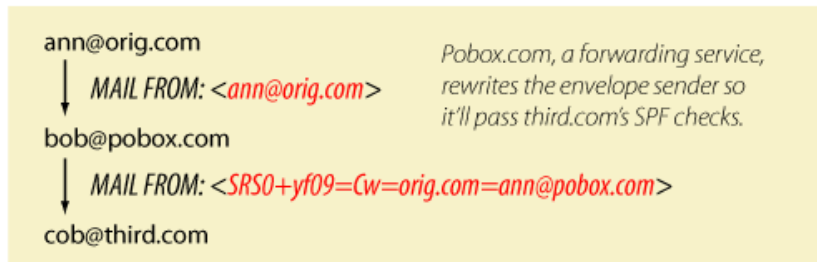 ann@orig.com
MAIL FROM: <ann@orig.com>
bob@pobox.com
MAIL FROM: <SRS0+yf09=Cw=orig.com=ann@pobox.com>
cob@third.com
Pobox.com, a forwarding service,
rewrites the envelope sender so
it'll pass third.com's SPF checks.